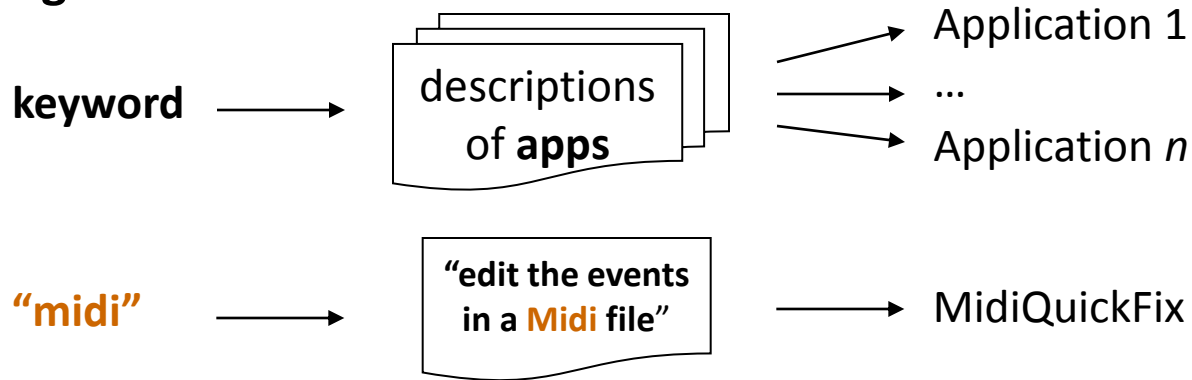 Application 1
keyword
descriptions
of apps
…
Application n
“midi”
“edit the events
in a Midi file”
MidiQuickFix